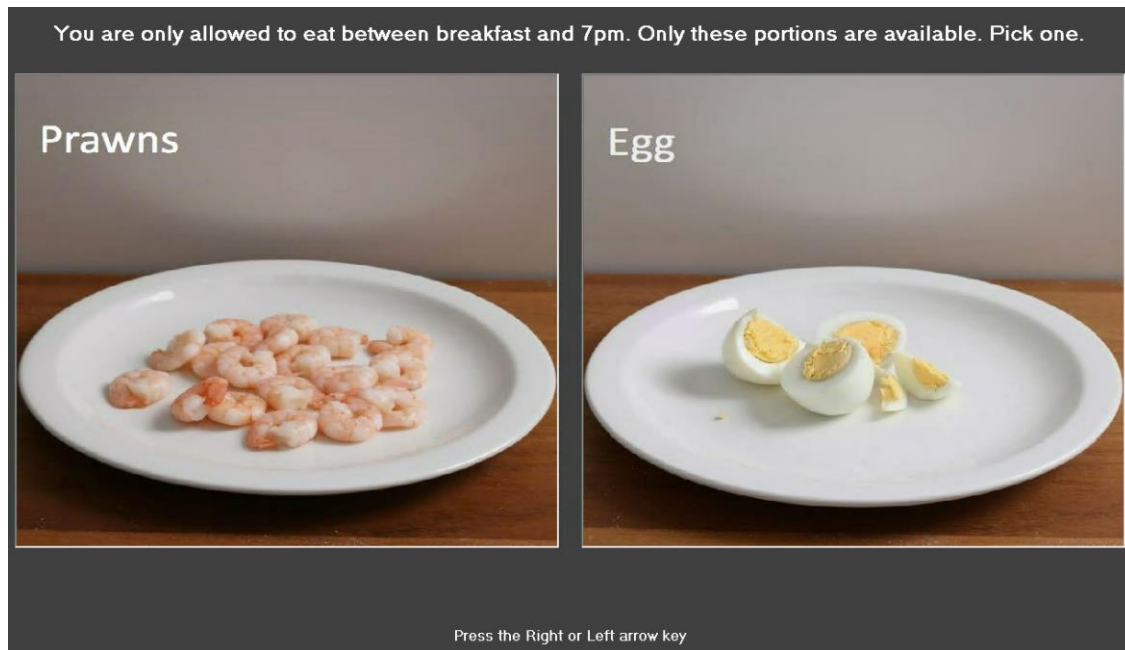 You are only allowed to eat between breakfast and 7pm. Only these portions are available. Pick one.
Prawns
Egg
Press the Right or Left arrow key